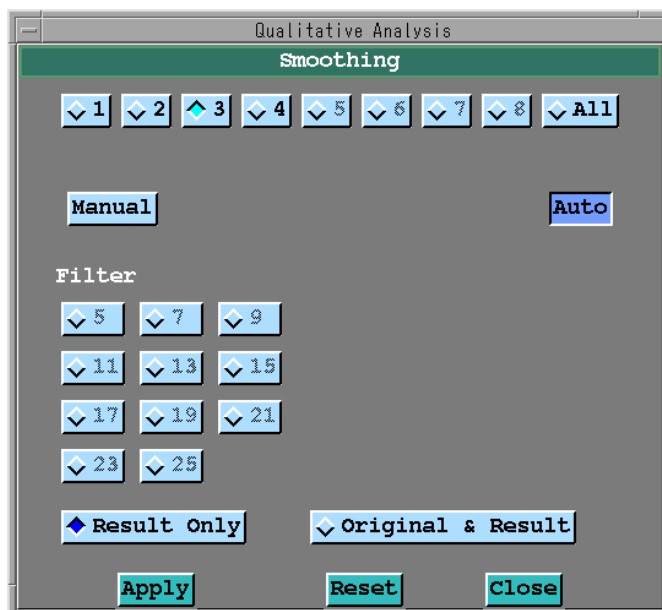 Qualitative Analysis
Smoothing
1 2 3 4 5 6 7 8 All
Manual Auto
Filter
5 7 9
11 13 15
17 19 21
23 25
Result Only Original & Result
Apply Reset Close